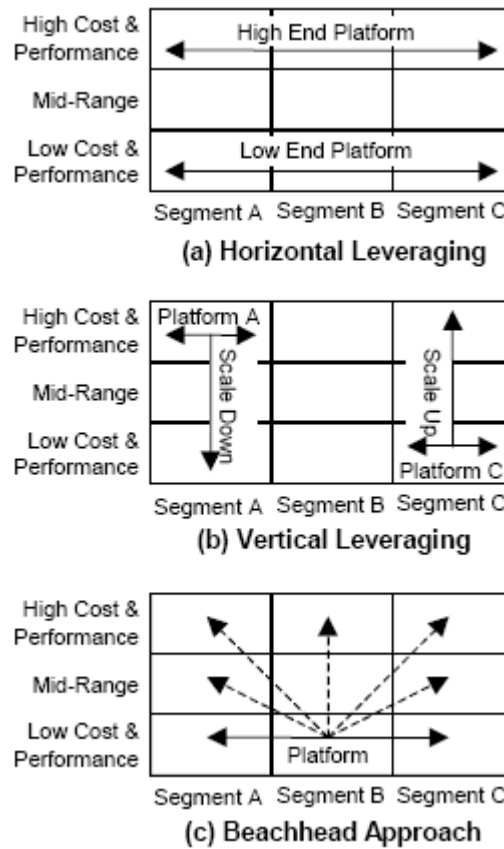 High Cost &
Performance
High End Platform
Mid-Range
Low Cost &
Performance
Low End Platform
Segment A Segment B Segment C
(a) Horizontal Leveraging
High Cost &
Performance
Platform A
Scale Down
Scale Up
Mid-Range
Low Cost &
Performance
Platform C
Segment A Segment B Segment C
(b) Vertical Leveraging
High Cost &
Performance
Mid-Range
Low Cost &
Performance
Platform
Segment A Segment B Segment C
(c) Beachhead Approach